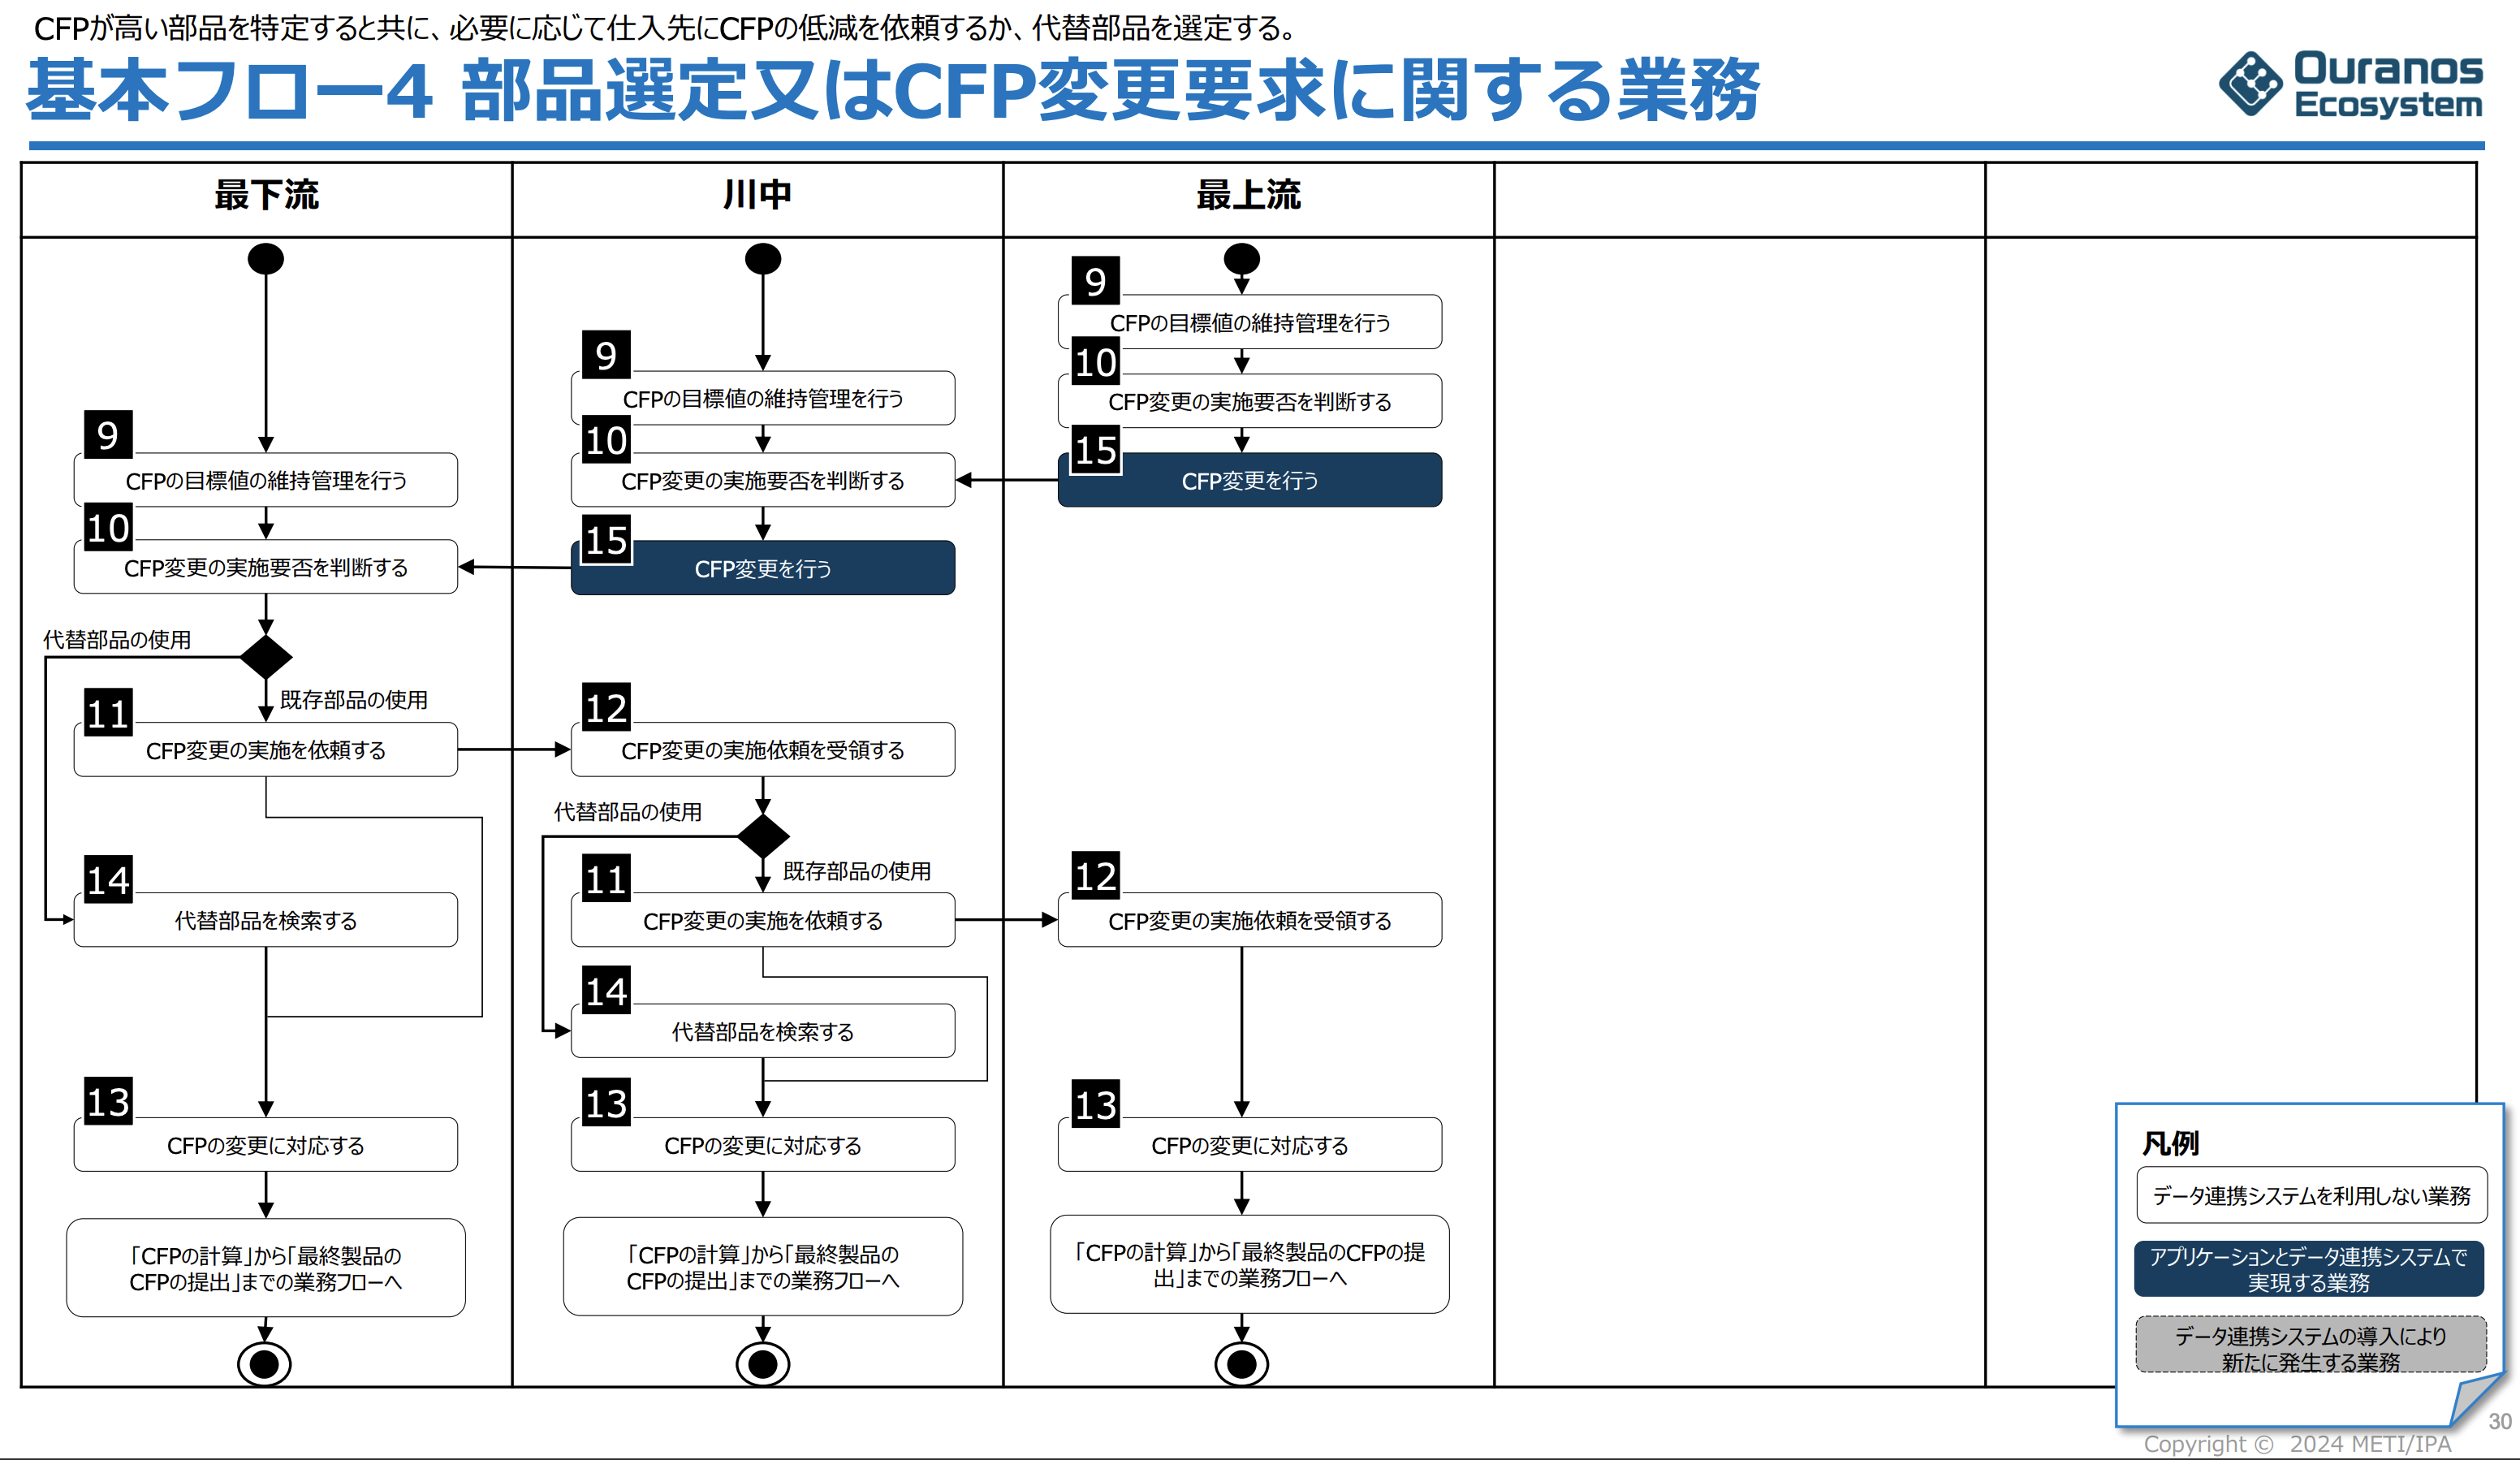 CFPが高い部品を特定すると共に、必要に応じて仕入先にCFPの低減を依頼するか、代替部品を選定する。
基本フロー4 部品選定又はCFP変更要求に関する業務
Ouranos
Ecosystem
最下流
川中
最上流
9
CFPの目標値の維持管理を行う
10
CFP変更の実施要否を判断する
代替部品の使用
既存部品の使用
11
CFP変更の実施を依頼する
14
代替部品を検索する
13
CFPの変更に対応する
「CFPの計算」から「最終製品の
CFPの提出」までの業務フローへ
9
CFPの目標値の維持管理を行う
10
CFP変更の実施要否を判断する
15
CFP変更を行う
12
CFP変更の実施依頼を受領する
代替部品の使用
既存部品の使用
11
CFP変更の実施を依頼する
14
代替部品を検索する
13
CFPの変更に対応する
「CFPの計算」から「最終製品の
CFPの提出」までの業務フローへ
9
CFPの目標値の維持管理を行う
10
CFP変更の実施要否を判断する
15
CFP変更を行う
12
CFP変更の実施依頼を受領する
13
CFPの変更に対応する
「CFPの計算」から「最終製品のCFPの提
出」までの業務フローへ
凡例
データ連携システムを利用しない業務
アプリケーションとデータ連携システムで
実現する業務
データ連携システムの導入により
新たに発生する業務
30
Copyright © 2024 METI/IPA